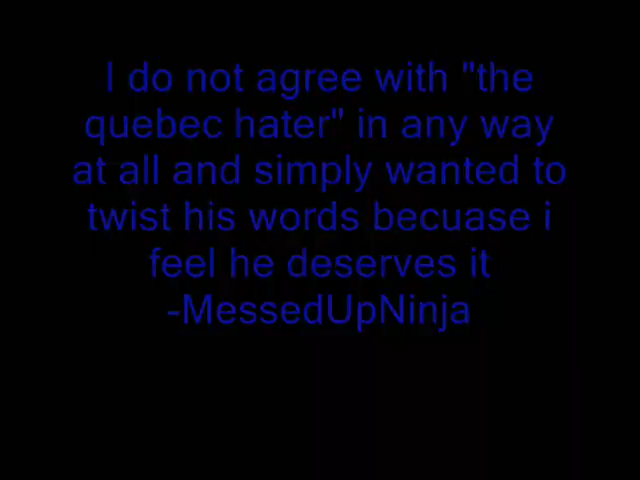 I do not agree with "the
quebec hater" in any way
at all and simply wanted to
twist his words becuase i
feel he deserves it
-MessedUpNinja